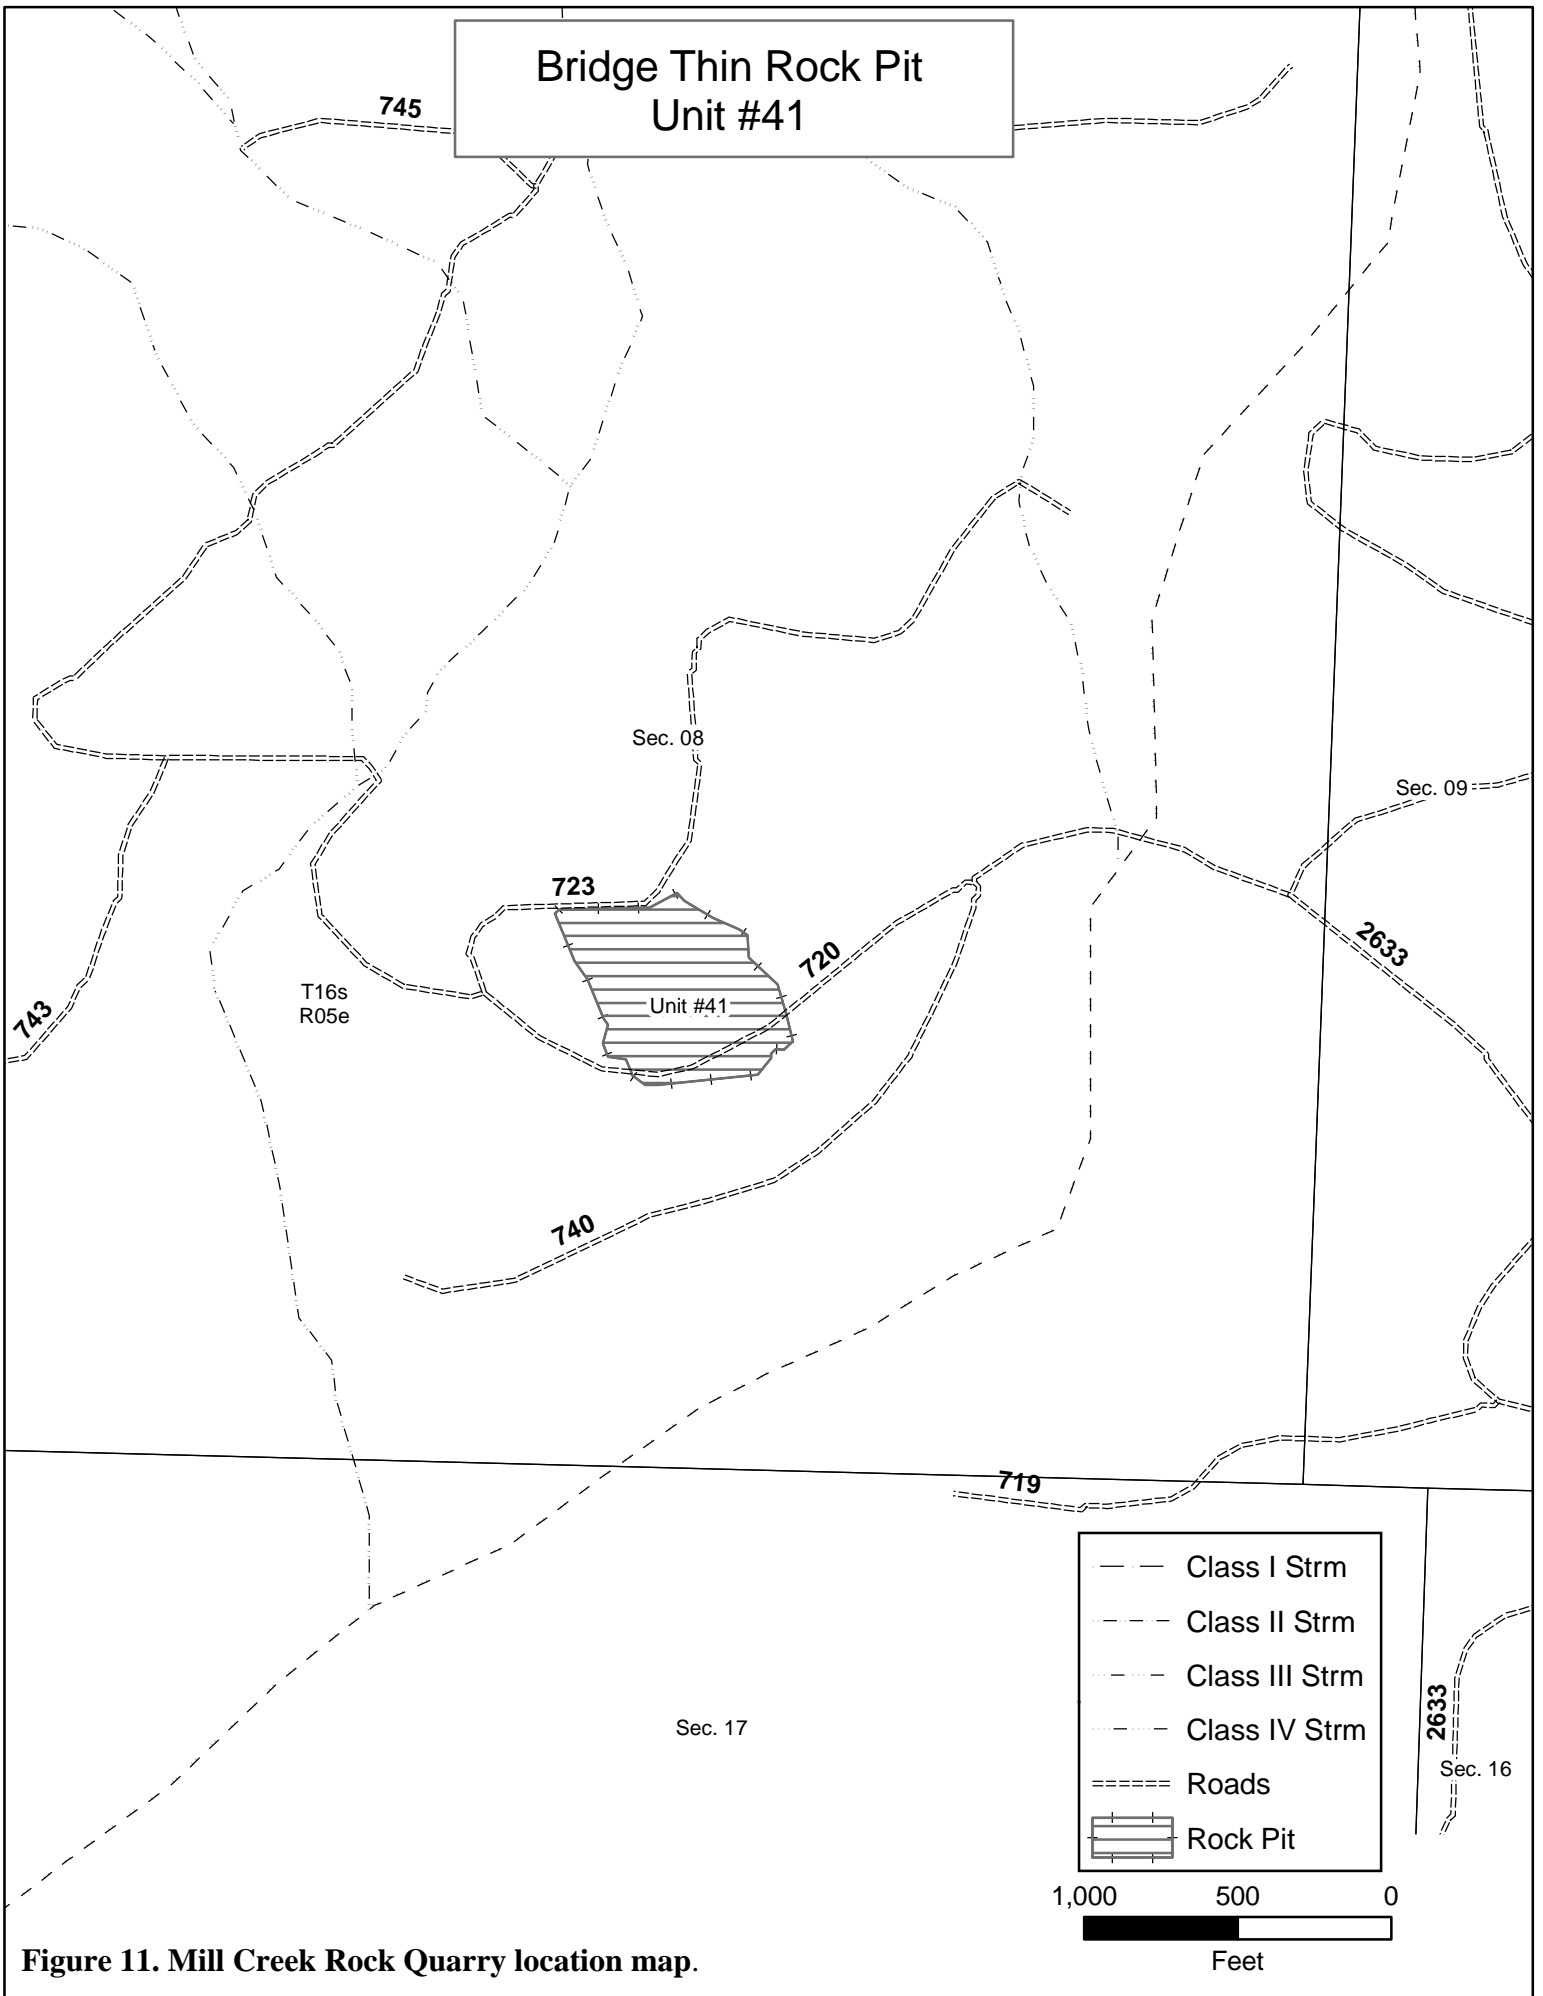 Bridge Thin Rock Pit
Unit #41
745
Sec. 08
Sec. 09
723
720
2633
T16s
R05e
Unit #41
743
740
719
Class I Strm
Class II Strm
Class III Strm
Class IV Strm
Roads
Rock Pit
2633
Sec. 17
Sec. 16
1,000 500 0
Feet
Figure 11. Mill Creek Rock Quarry location map.